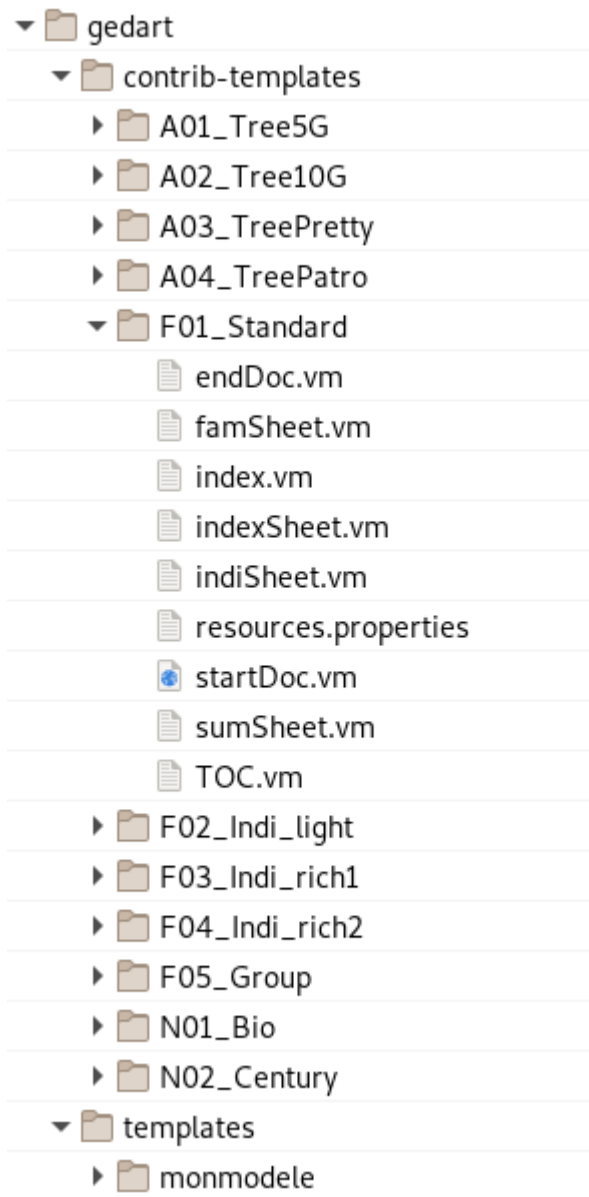 gedart
contrib-templates
A01_Tree5G
A02_Tree10G
A03_TreePretty
A04_TreePatro
F01_Standard
endDoc.vm
famSheet.vm
index.vm
indexSheet.vm
indiSheet.vm
resources.properties
startDoc.vm
sumSheet.vm
TOC.vm
F02_Indi_light
F03_Indi_rich1
F04_Indi_rich2
F05_Group
N01_Bio
N02_Century
templates
monmodele